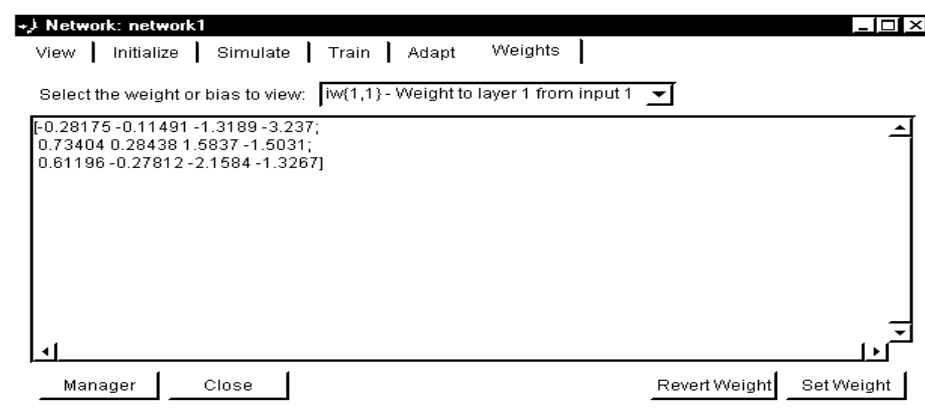 Network: network1
View Initialize Simulate Train Adapt Weights
Select the weight or bias to view: iw{1,1} - Weight to layer 1 from input 1
[-0.28175 -0.11491 -1.3189 -3.237;
0.73404 0.28438 1.5837 -1.5031;
0.61196 -0.27812 -2.1584 -1.3267]
Manager Close Revert Weight Set Weight